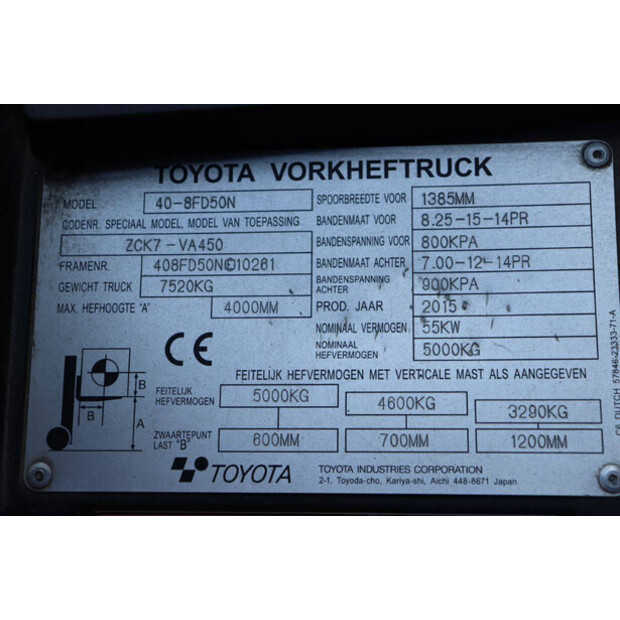 TOYOTA VORKHEFTRUCK
MODEL 40-8FD50N
CODENR. SPECIAAL MODEL, MODEL VAN TOEPASSING
ZCK7-VA450
FRAMENR. 408FD50N©10261
GEWICHT TRUCK 7520KG
MAX. HEFHOOGTE "A" 4000MM
SPOORBREEDTE VOOR 1385MM
BANDENMAAT VOOR 8.25-15-14PR
BANDENSPANNING VOOR 800KPA
BANDENMAAT ACHTER 7.00-12-14PR
BANDENSPANNING ACHTER 900KPA
PROD. JAAR 2015
NOMINAAL VERMOGEN 55KW
NOMINAAL HEFVERMOGEN 5000KG
CE
B
B
A
FEITELIJK HEFVERMOGEN MET VERTICALE MAST ALS AANGEGEVEN
FEITELIJK HEFVERMOGEN 5000KG 4600KG 3290KG
ZWAARTEPUNT LAST "B" 600MM 700MM 1200MM
TOYOTA
TOYOTA INDUSTRIES CORPORATION
2-1, Toyoda-cho, Kariya-shi, Aichi 448-8671 Japan
C6 DUTCH 57846-23333-71-A